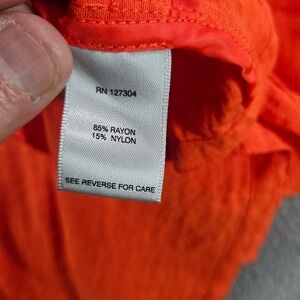 RN 127304
85% RAYON
15% NYLON
SEE REVERSE FOR CARE